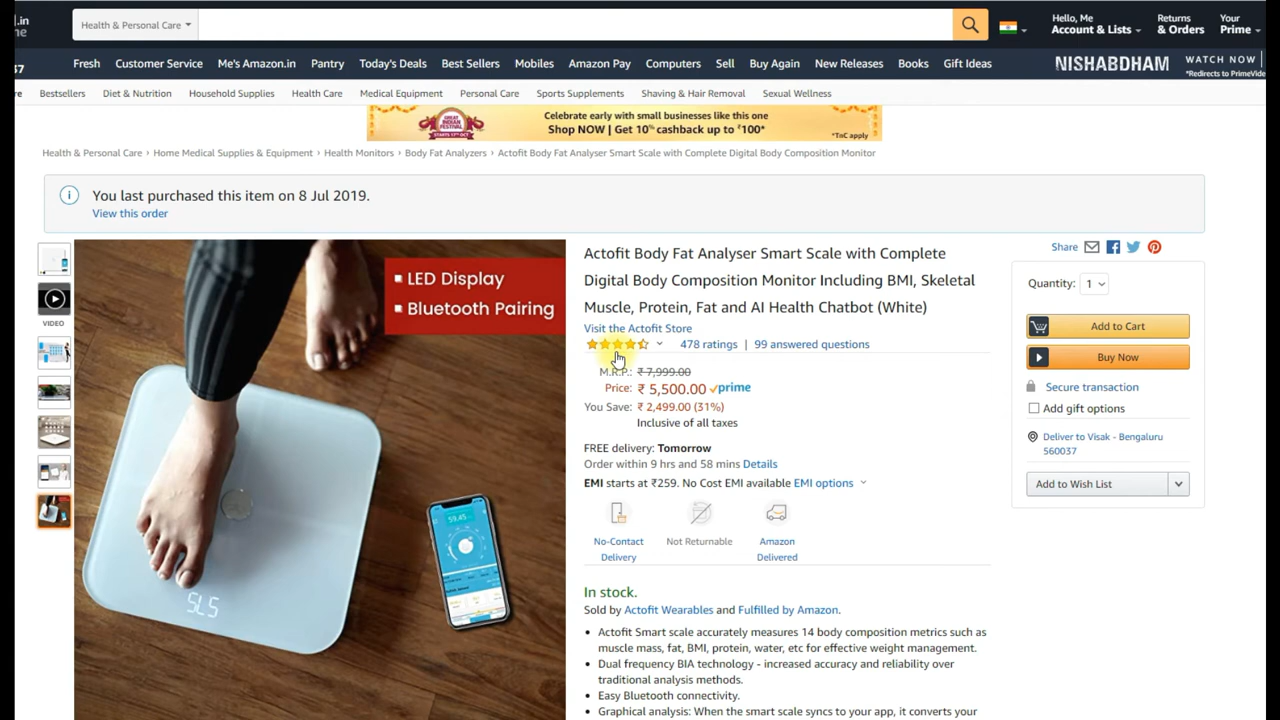 .in
Health & Personal Care
Hello, Me
Account & Lists
Returns
& Orders
Your
Prime
Fresh
Customer Service
Me's Amazon.in
Pantry
Today's Deals
Best Sellers
Mobiles
Amazon Pay
Computers
Sell
Buy Again
New Releases
Books
Gift Ideas
NISHABDHAM
WATCH NOW
*Redirects to PrimeVide
Bestsellers
Diet & Nutrition
Household Supplies
Health Care
Medical Equipment
Personal Care
Sports Supplements
Shaving & Hair Removal
Sexual Wellness
GREAT INDIAN
FESTIVAL
STARTS 17th OCT
Celebrate early with small businesses like this one
Shop NOW | Get 10% cashback up to ₹100*
*TnC apply
Health & Personal Care › Home Medical Supplies & Equipment › Health Monitors › Body Fat Analyzers › Actofit Body Fat Analyser Smart Scale with Complete Digital Body Composition Monitor
You last purchased this item on 8 Jul 2019.
View this order
VIDEO
LED Display
Bluetooth Pairing
Actofit Body Fat Analyser Smart Scale with Complete
Digital Body Composition Monitor Including BMI, Skeletal
Muscle, Protein, Fat and AI Health Chatbot (White)
Visit the Actofit Store
478 ratings | 99 answered questions
M.R.P.: ₹ 7,999.00
Price: ₹ 5,500.00 prime
You Save: ₹ 2,499.00 (31%)
Inclusive of all taxes
FREE delivery: Tomorrow
Order within 9 hrs and 58 mins Details
EMI starts at ₹259. No Cost EMI available EMI options
No-Contact
Delivery
Not Returnable
Amazon
Delivered
In stock.
Sold by Actofit Wearables and Fulfilled by Amazon.
• Actofit Smart scale accurately measures 14 body composition metrics such as
muscle mass, fat, BMI, protein, water, etc for effective weight management.
• Dual frequency BIA technology - increased accuracy and reliability over
traditional analysis methods.
• Easy Bluetooth connectivity.
• Graphical analysis: When the smart scale syncs to your app, it converts your
Share
Quantity: 1
Add to Cart
Buy Now
Secure transaction
Add gift options
Deliver to Visak - Bengaluru
560037
Add to Wish List